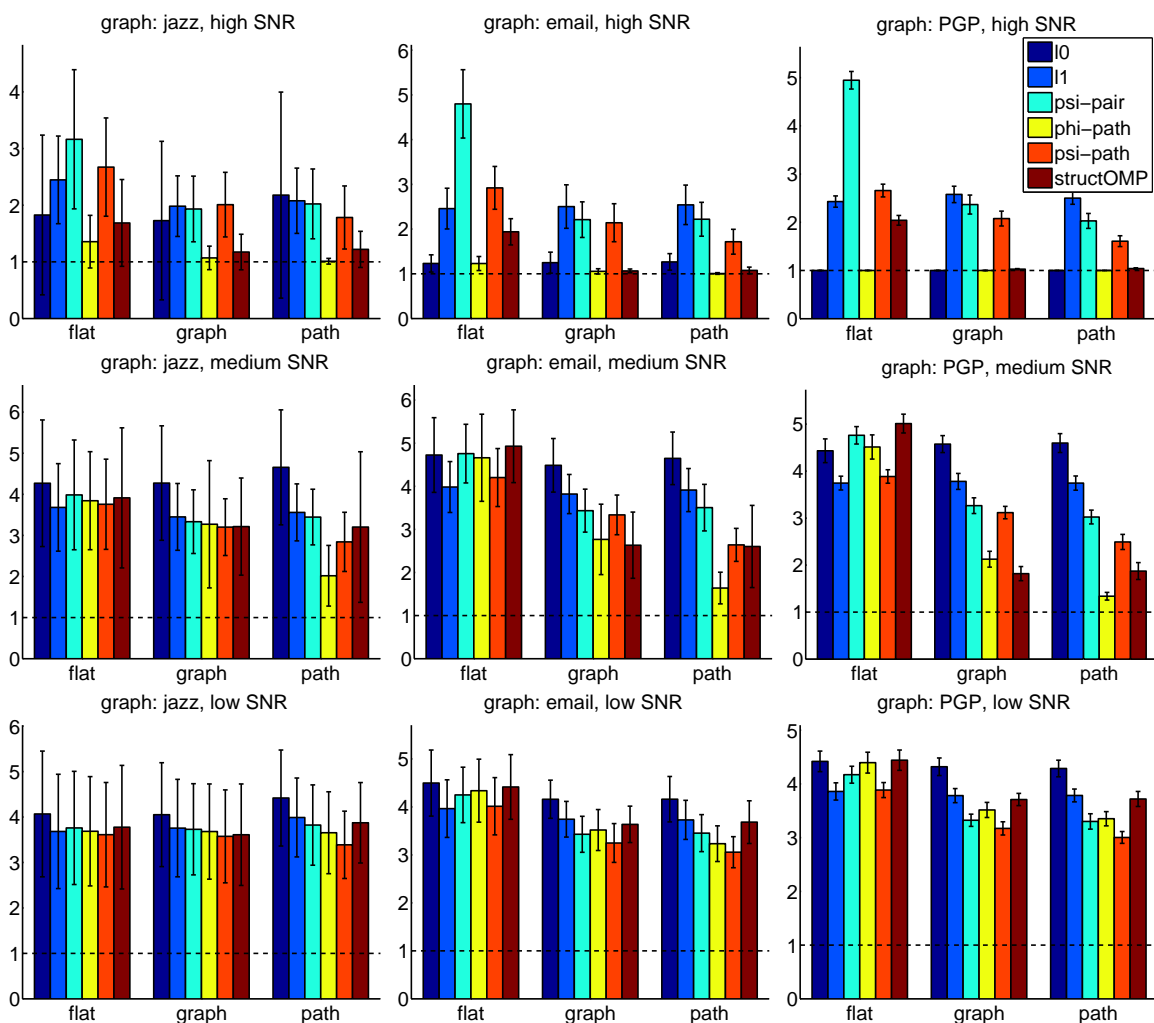 graph: jazz, high SNR
4
3
2
1
0
flat graph path
graph: email, high SNR
6
5
4
3
2
1
0
flat graph path
graph: PGP, high SNR
5
4
3
2
1
0
flat graph path
l0
l1
psi−pair
phi−path
psi−path
structOMP
graph: jazz, medium SNR
6
5
4
3
2
1
0
flat graph path
graph: email, medium SNR
6
5
4
3
2
1
0
flat graph path
graph: PGP, medium SNR
5
4
3
2
1
0
flat graph path
graph: jazz, low SNR
6
5
4
3
2
1
0
flat graph path
graph: email, low SNR
5
4
3
2
1
0
flat graph path
graph: PGP, low SNR
5
4
3
2
1
0
flat graph path